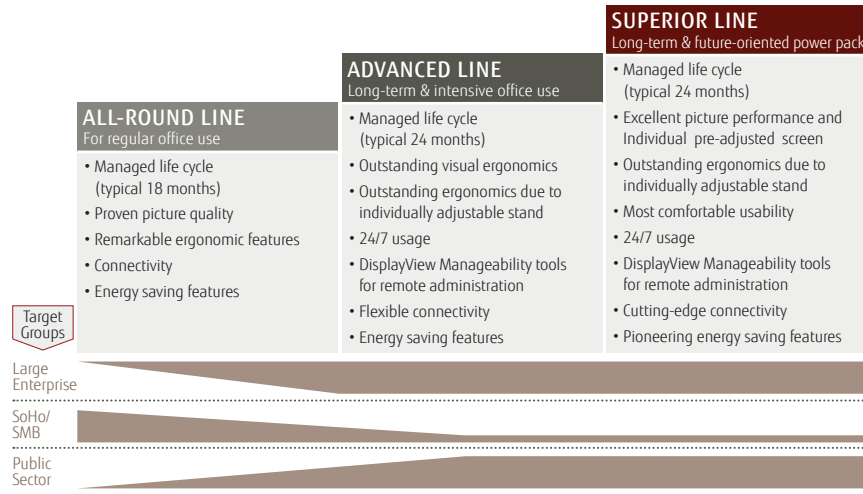 SUPERIOR LINE
Long-term & future-oriented power pack
• Managed life cycle
(typical 24 months)
• Excellent picture performance and
Individual pre-adjusted screen
• Outstanding ergonomics due to
individually adjustable stand
• Most comfortable usability
• 24/7 usage
• DisplayView Manageability tools
for remote administration
• Cutting-edge connectivity
• Pioneering energy saving features
ADVANCED LINE
Long-term & intensive office use
• Managed life cycle
(typical 24 months)
• Outstanding visual ergonomics
• Outstanding ergonomics due to
individually adjustable stand
• 24/7 usage
• DisplayView Manageability tools
for remote administration
• Flexible connectivity
• Energy saving features
ALL-ROUND LINE
For regular office use
• Managed life cycle
(typical 18 months)
• Proven picture quality
• Remarkable ergonomic features
• Connectivity
• Energy saving features
Target
Groups
Large
Enterprise
SoHo/
SMB
Public
Sector